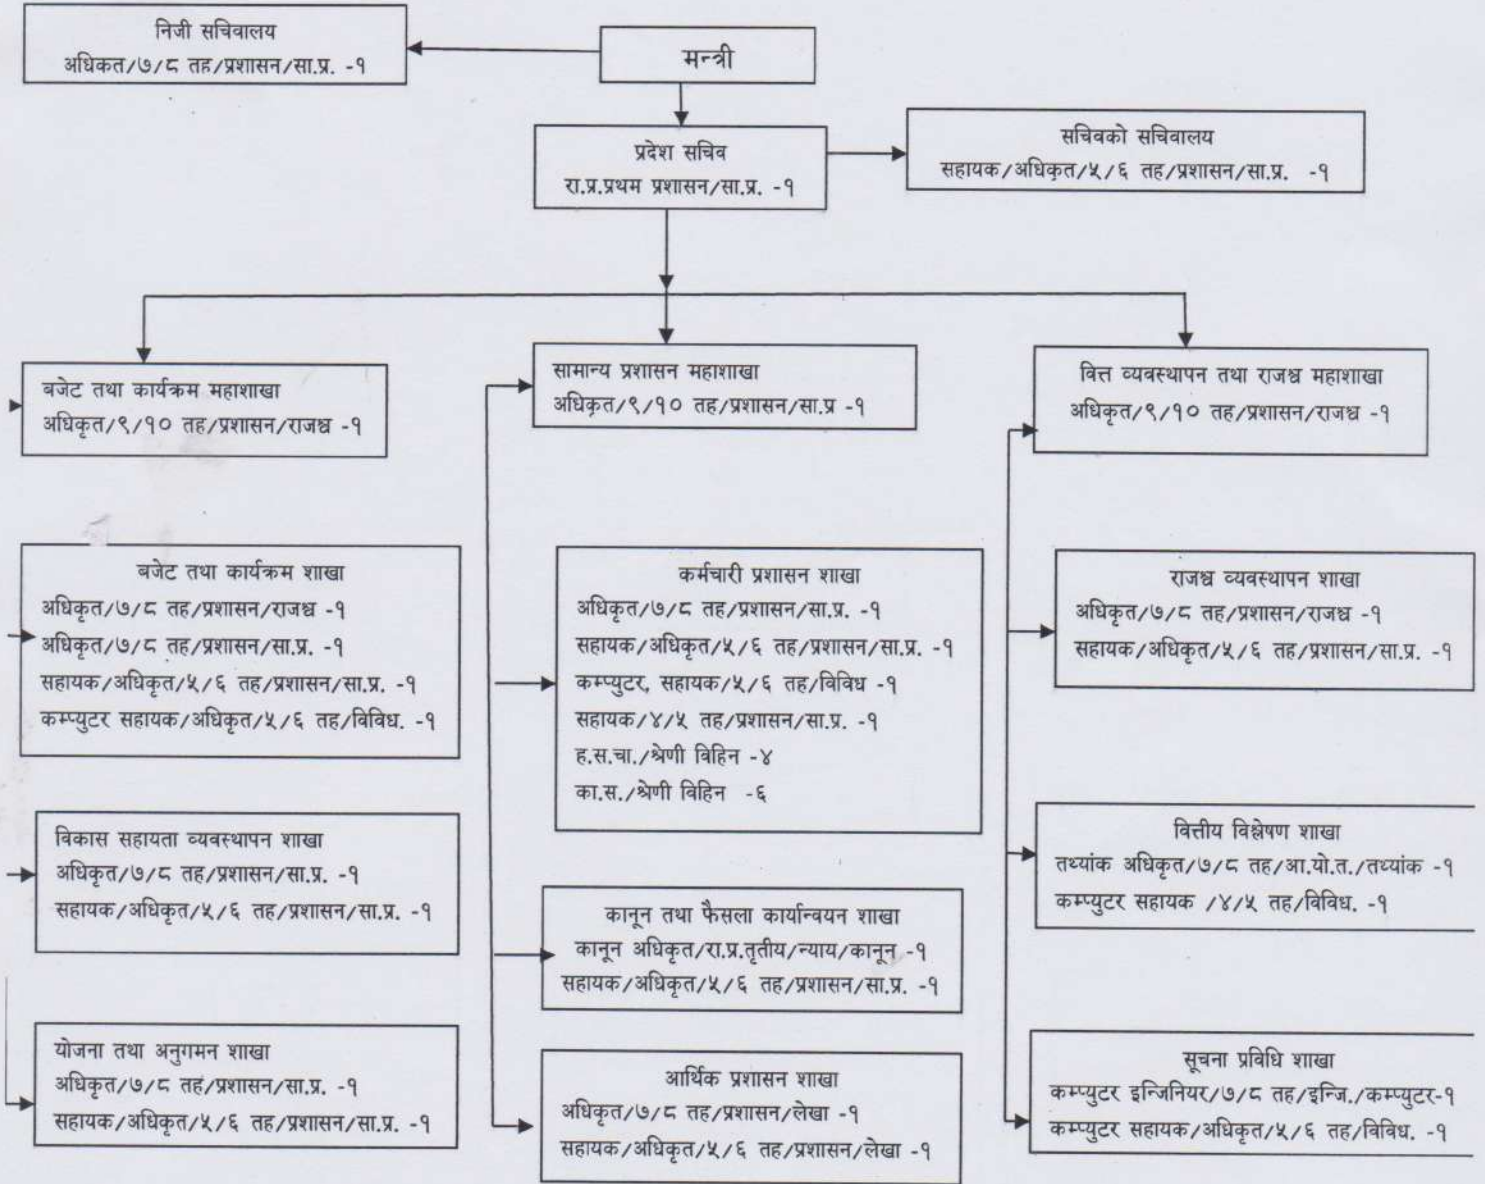 निजी सचिवालय
अधिकत/७/८ तह/प्रशासन/सा.प्र. -१
मन्त्री
प्रदेश सचिव
रा.प्र.प्रथम प्रशासन/सा.प्र. -१
सचिवको सचिवालय
सहायक/अधिकृत/५/६ तह/प्रशासन/सा.प्र. -१
बजेट तथा कार्यक्रम महाशाखा
अधिकृत/९/१० तह/प्रशासन/राजश्व -१
सामान्य प्रशासन महाशाखा
अधिकृत/९/१० तह/प्रशासन/सा.प्र -१
वित्त व्यवस्थापन तथा राजश्व महाशाखा
अधिकृत/९/१० तह/प्रशासन/राजश्व -१
बजेट तथा कार्यक्रम शाखा
अधिकृत/७/८ तह/प्रशासन/राजश्व -१
अधिकृत/७/८ तह/प्रशासन/सा.प्र. -१
सहायक/अधिकृत/५/६ तह/प्रशासन/सा.प्र. -१
कम्प्युटर सहायक/अधिकृत/५/६ तह/विविध. -१
विकास सहायता व्यवस्थापन शाखा
अधिकृत/७/८ तह/प्रशासन/सा.प्र. -१
सहायक/अधिकृत/५/६ तह/प्रशासन/सा.प्र. -१
योजना तथा अनुगमन शाखा
अधिकृत/७/८ तह/प्रशासन/सा.प्र. -१
सहायक/अधिकृत/५/६ तह/प्रशासन/सा.प्र. -१
कर्मचारी प्रशासन शाखा
अधिकृत/७/८ तह/प्रशासन/सा.प्र. -१
सहायक/अधिकृत/५/६ तह/प्रशासन/सा.प्र. -१
कम्प्युटर, सहायक/५/६ तह/विविध -१
सहायक/४/५ तह/प्रशासन/सा.प्र. -१
ह.स.चा./श्रेणी विहिन -४
का.स./श्रेणी विहिन -६
कानून तथा फैसला कार्यान्वयन शाखा
कानून अधिकृत/रा.प्र.तृतीय/न्याय/कानून -१
सहायक/अधिकृत/५/६ तह/प्रशासन/सा.प्र. -१
आर्थिक प्रशासन शाखा
अधिकृत/७/८ तह/प्रशासन/लेखा -१
सहायक/अधिकृत/५/६ तह/प्रशासन/लेखा -१
राजश्व व्यवस्थापन शाखा
अधिकृत/७/८ तह/प्रशासन/राजश्व -१
सहायक/अधिकृत/५/६ तह/प्रशासन/सा.प्र. -१
वित्तीय विश्लेषण शाखा
तथ्यांक अधिकृत/७/८ तह/आ.यो.त./तथ्यांक -१
कम्प्युटर सहायक /४/५ तह/विविध. -१
सूचना प्रविधि शाखा
कम्प्युटर इन्जिनियर/७/८ तह/इन्जि./कम्प्युटर-१
कम्प्युटर सहायक/अधिकृत/५/६ तह/विविध. -१